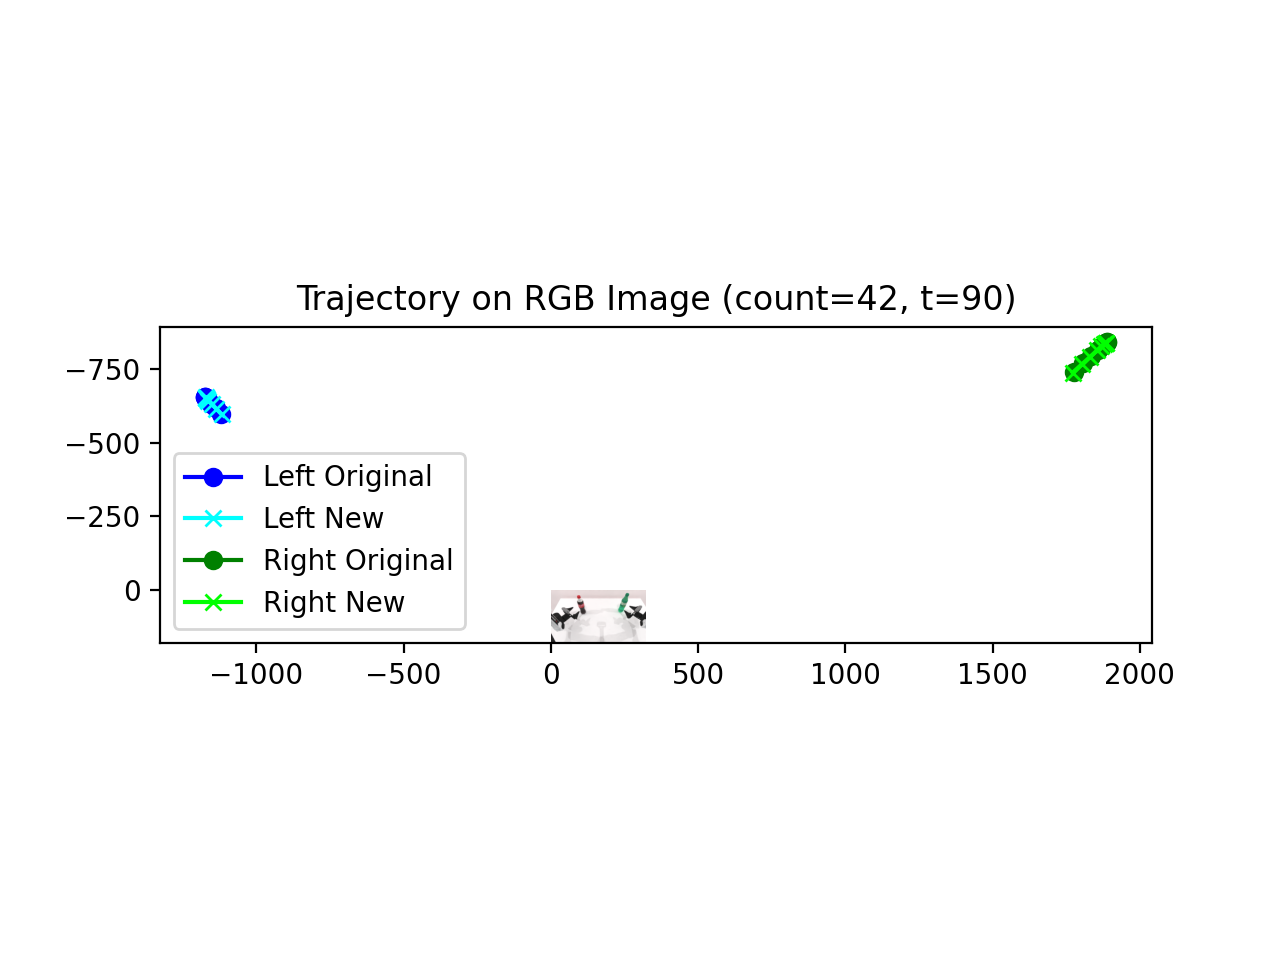 Trajectory on RGB Image (count=42, t=90)
−750
−500
−250
0
Left Original
Left New
Right Original
Right New
−1000 −500 0 500 1000 1500 2000